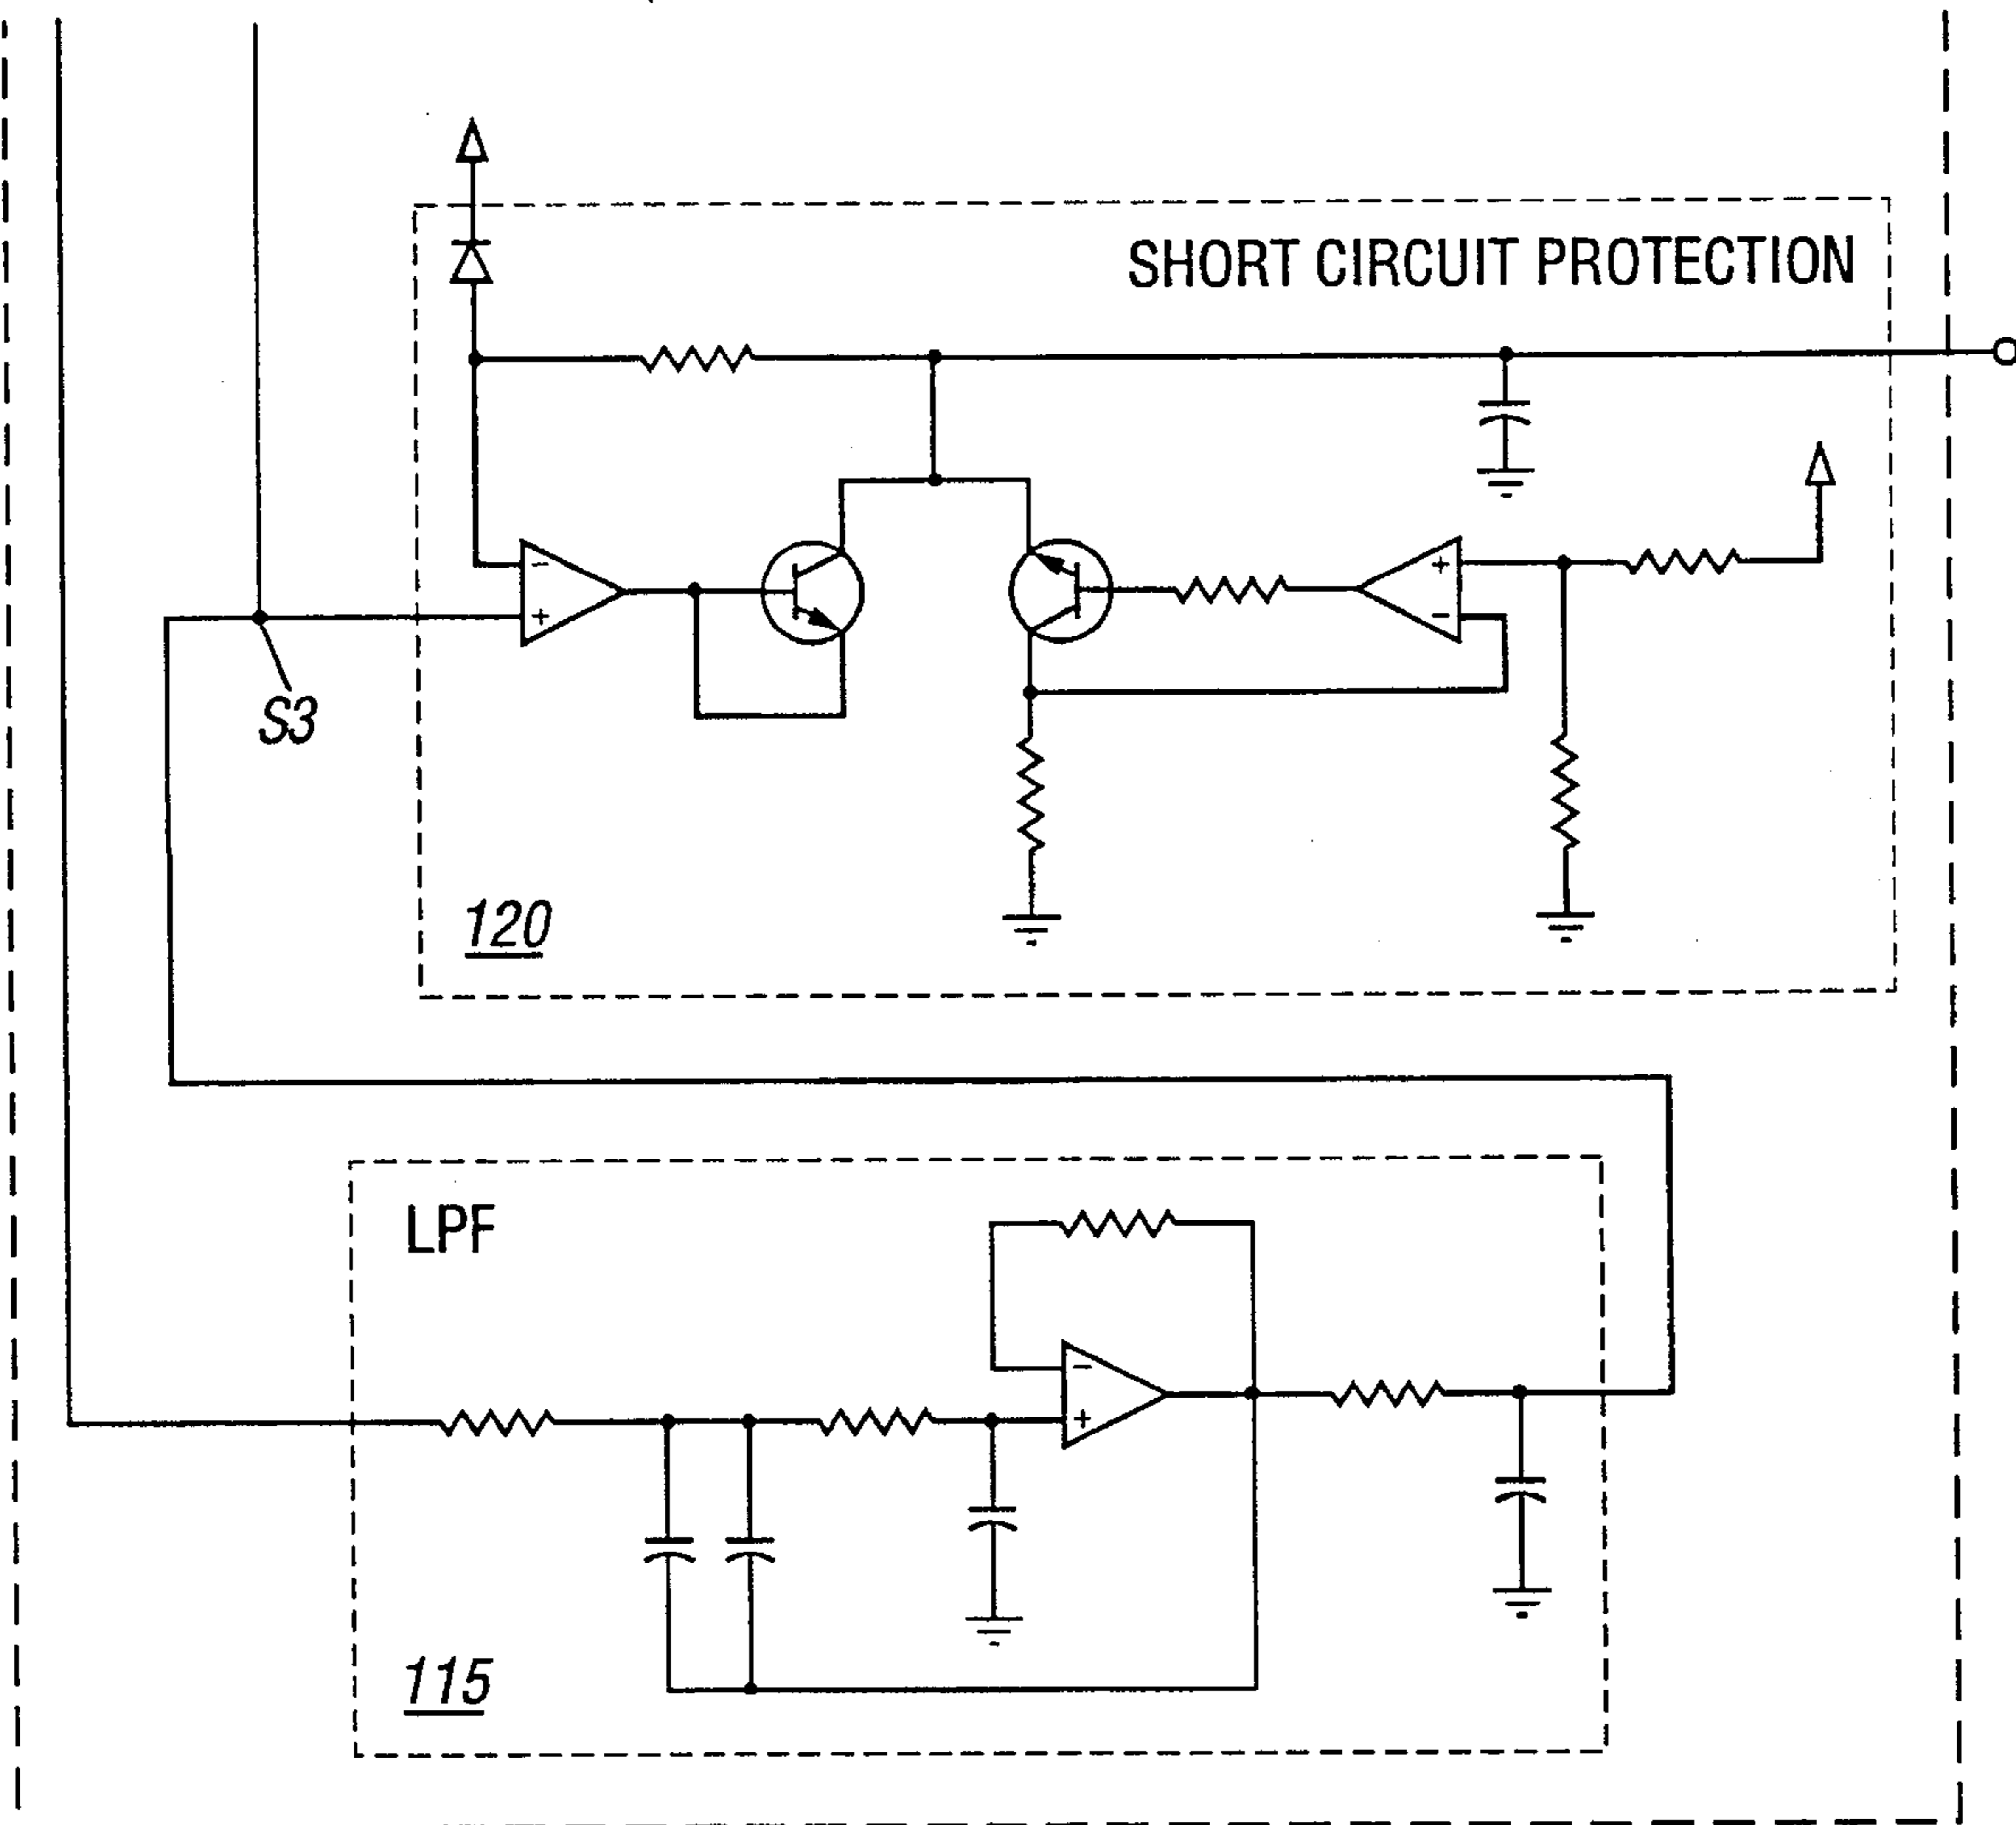 SHORT CIRCUIT PROTECTION
-
+
+
-
S3
120
LPF
-
+
115